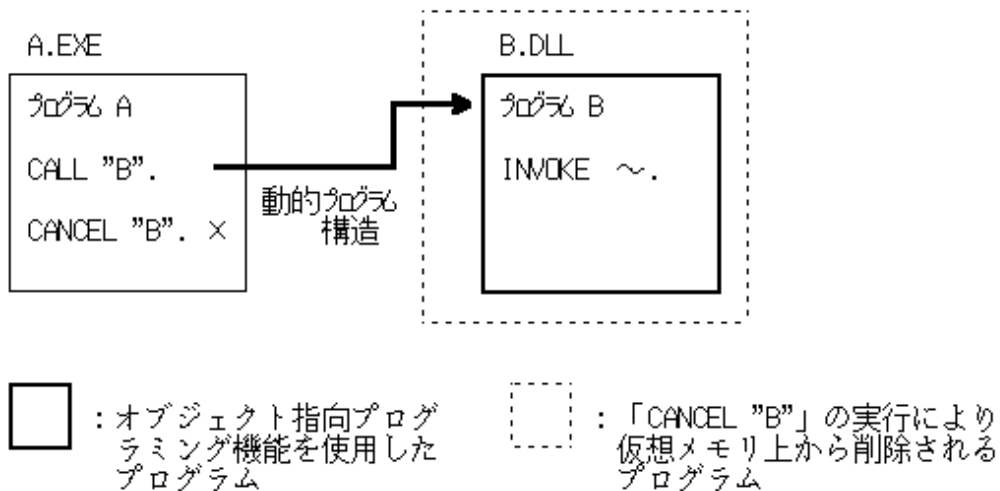 A.EXE
プログラム A
CALL ”B”.
CANCEL ”B”. ×
動的プログラム
構造
B.DLL
プログラム B
INVOKE ～.
：オブジェクト指向プログ
ラミング機能を使用した
プログラム
：「CANCEL ”B”」の実行により
仮想メモリ上から削除される
プログラム